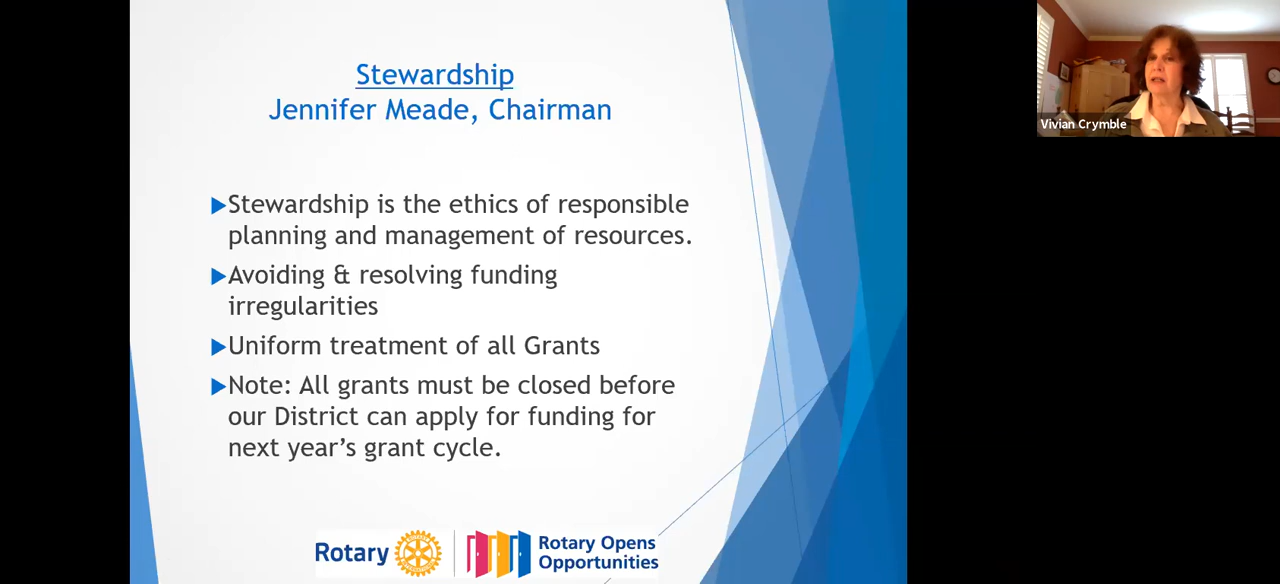 Stewardship
Jennifer Meade, Chairman
Stewardship is the ethics of responsible
planning and management of resources.
Avoiding & resolving funding
irregularities
Uniform treatment of all Grants
Note: All grants must be closed before
our District can apply for funding for
next year’s grant cycle.
Rotary
Rotary Opens
Opportunities
Vivian Crymble